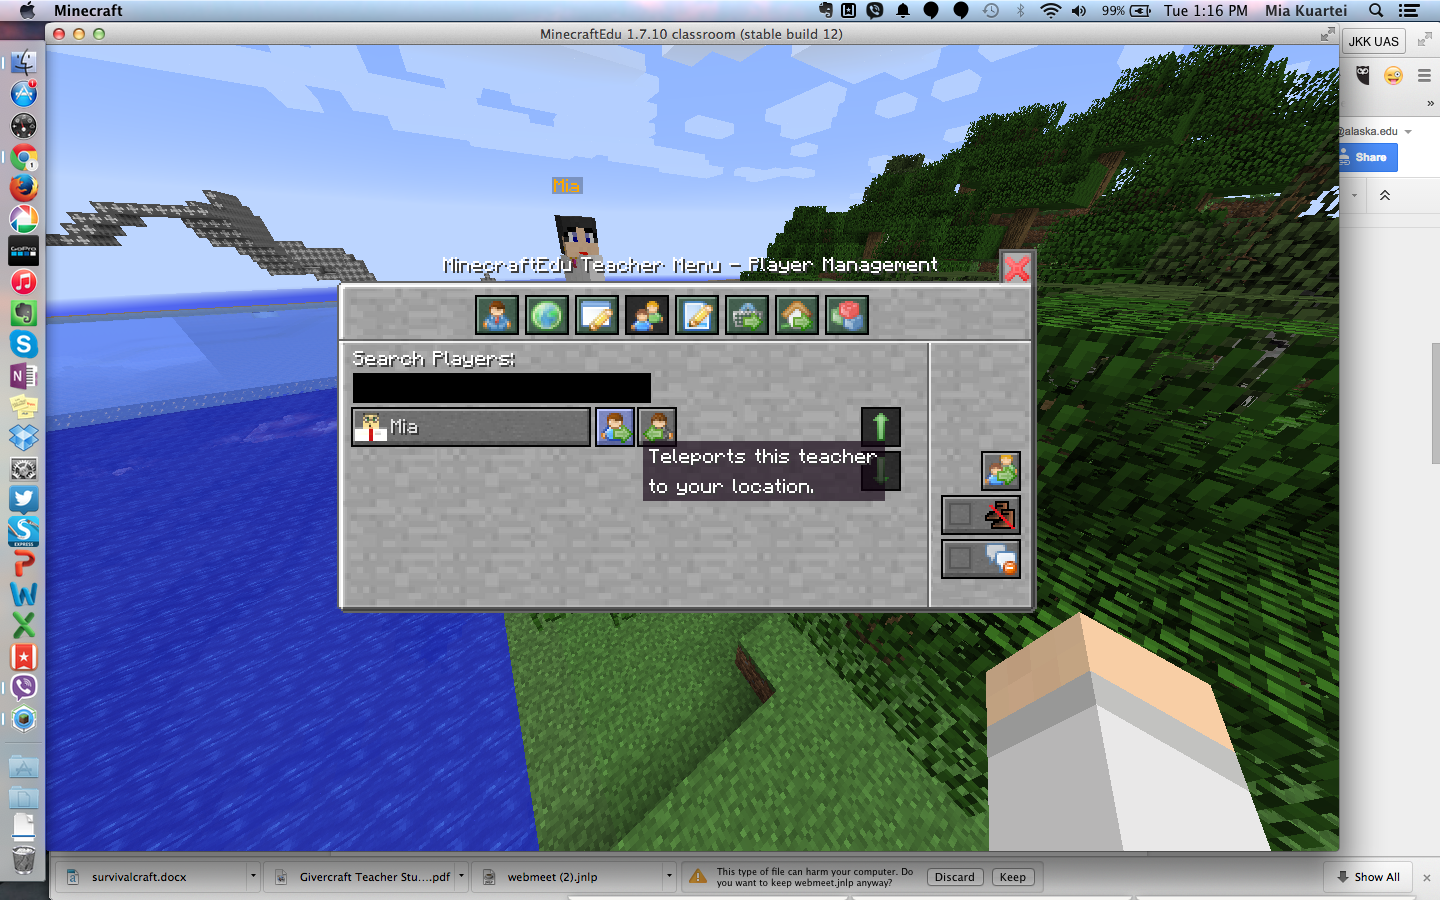 Minecraft
99%
Tue 1:16 PM
Mia Kuartei
MinecraftEdu 1.7.10 classroom (stable build 12)
JKK UAS
@alaska.edu
Share
Mia
MinecraftEdu Teacher Menu - Player Management
Search Players:
Mia
Teleports this teacher
to your location.
GoPro
EXPRESS
survivalcraft.docx
Givercraft Teacher Stu....pdf
webmeet (2).jnlp
This type of file can harm your computer. Do
you want to keep webmeet.jnlp anyway?
Discard
Keep
Show All